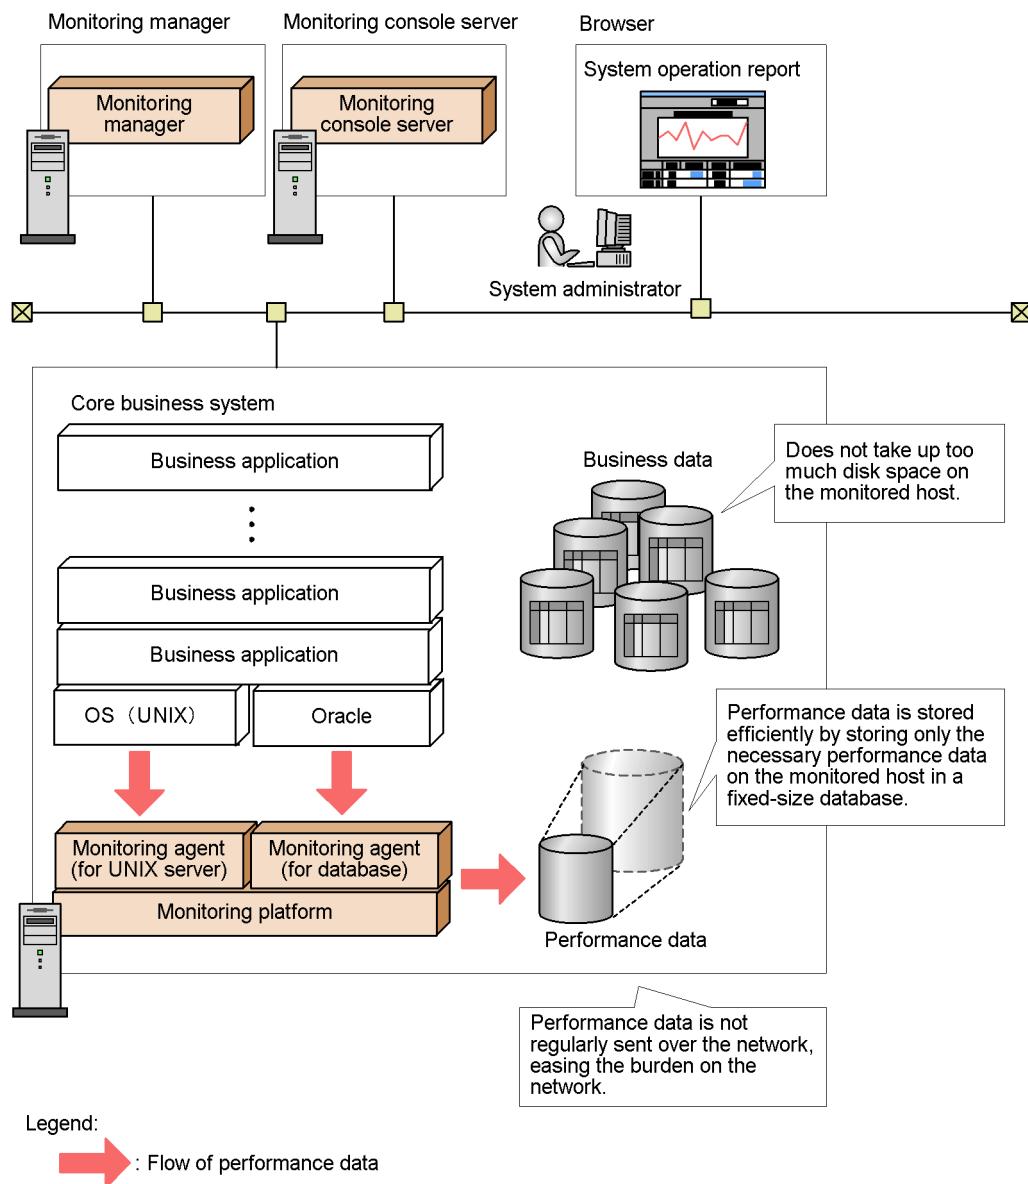 Monitoring manager
Monitoring console server
Browser
Monitoring
manager
Monitoring
console server
System operation report
System administrator
Core business system
Business application
Business application
Business application
OS（UNIX）
Oracle
Business data
Does not take up too
much disk space on
the monitored host.
Performance data is stored
efficiently by storing only the
necessary performance data
on the monitored host in a
fixed-size database.
Monitoring agent
(for UNIX server)
Monitoring agent
(for database)
Monitoring platform
Performance data
Performance data is not
regularly sent over the network,
easing the burden on the
network.
Legend:
: Flow of performance data